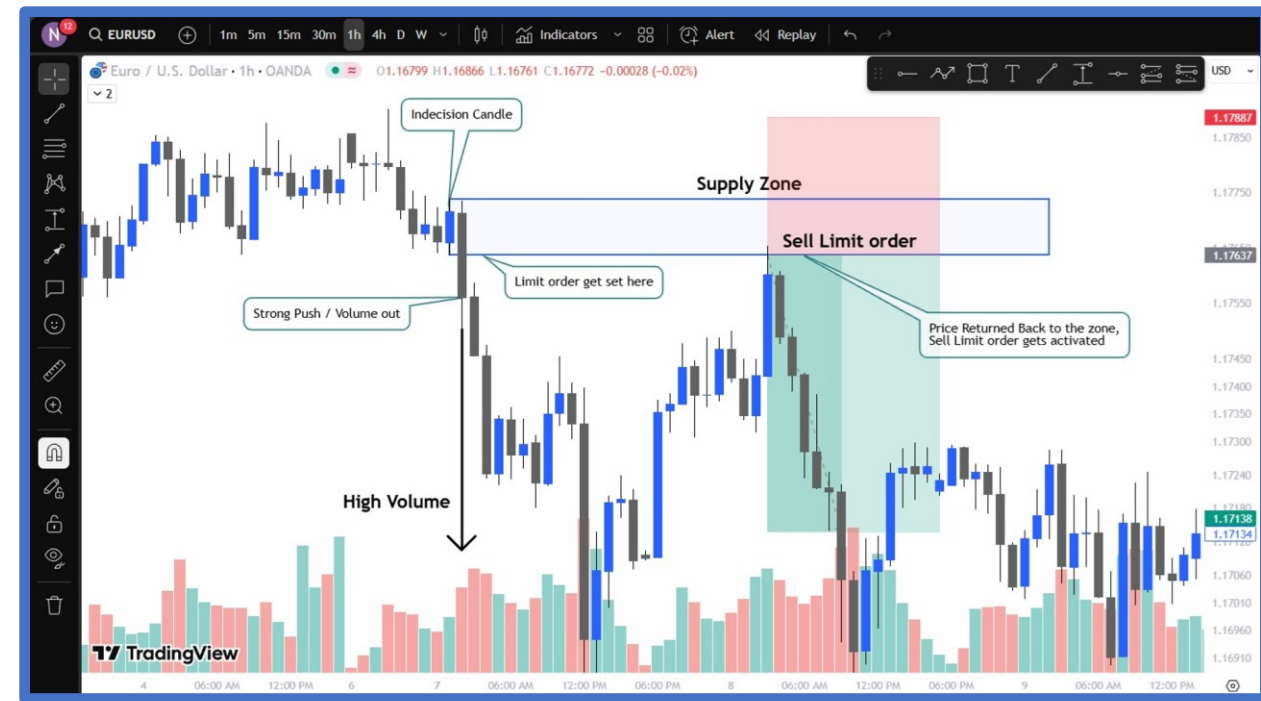 N 12 EURUSD 1m 5m 15m 30m 1h 4h D W Indicators Alert Replay
Euro / U.S. Dollar · 1h · OANDA O1.16799 H1.16866 L1.16761 C1.16772 -0.00028 (-0.02%) USD
2
Indecision Candle
1.17887
1.17850
Supply Zone
1.17750
Sell Limit order
1.17637
Limit order get set here
Strong Push / Volume out
1.17550
Price Returned Back to the zone,
Sell Limit order gets activated
1.17450
1.17400
1.17350
1.17300
1.17240
High Volume
1.17180
1.17138
1.17134
1.17060
1.17010
1.16960
TradingView
1.16910
4 06:00 AM 12:00 PM 6 7 06:00 AM 12:00 PM 06:00 PM 8 06:00 AM 12:00 PM 06:00 PM 9 06:00 AM 12:00 PM